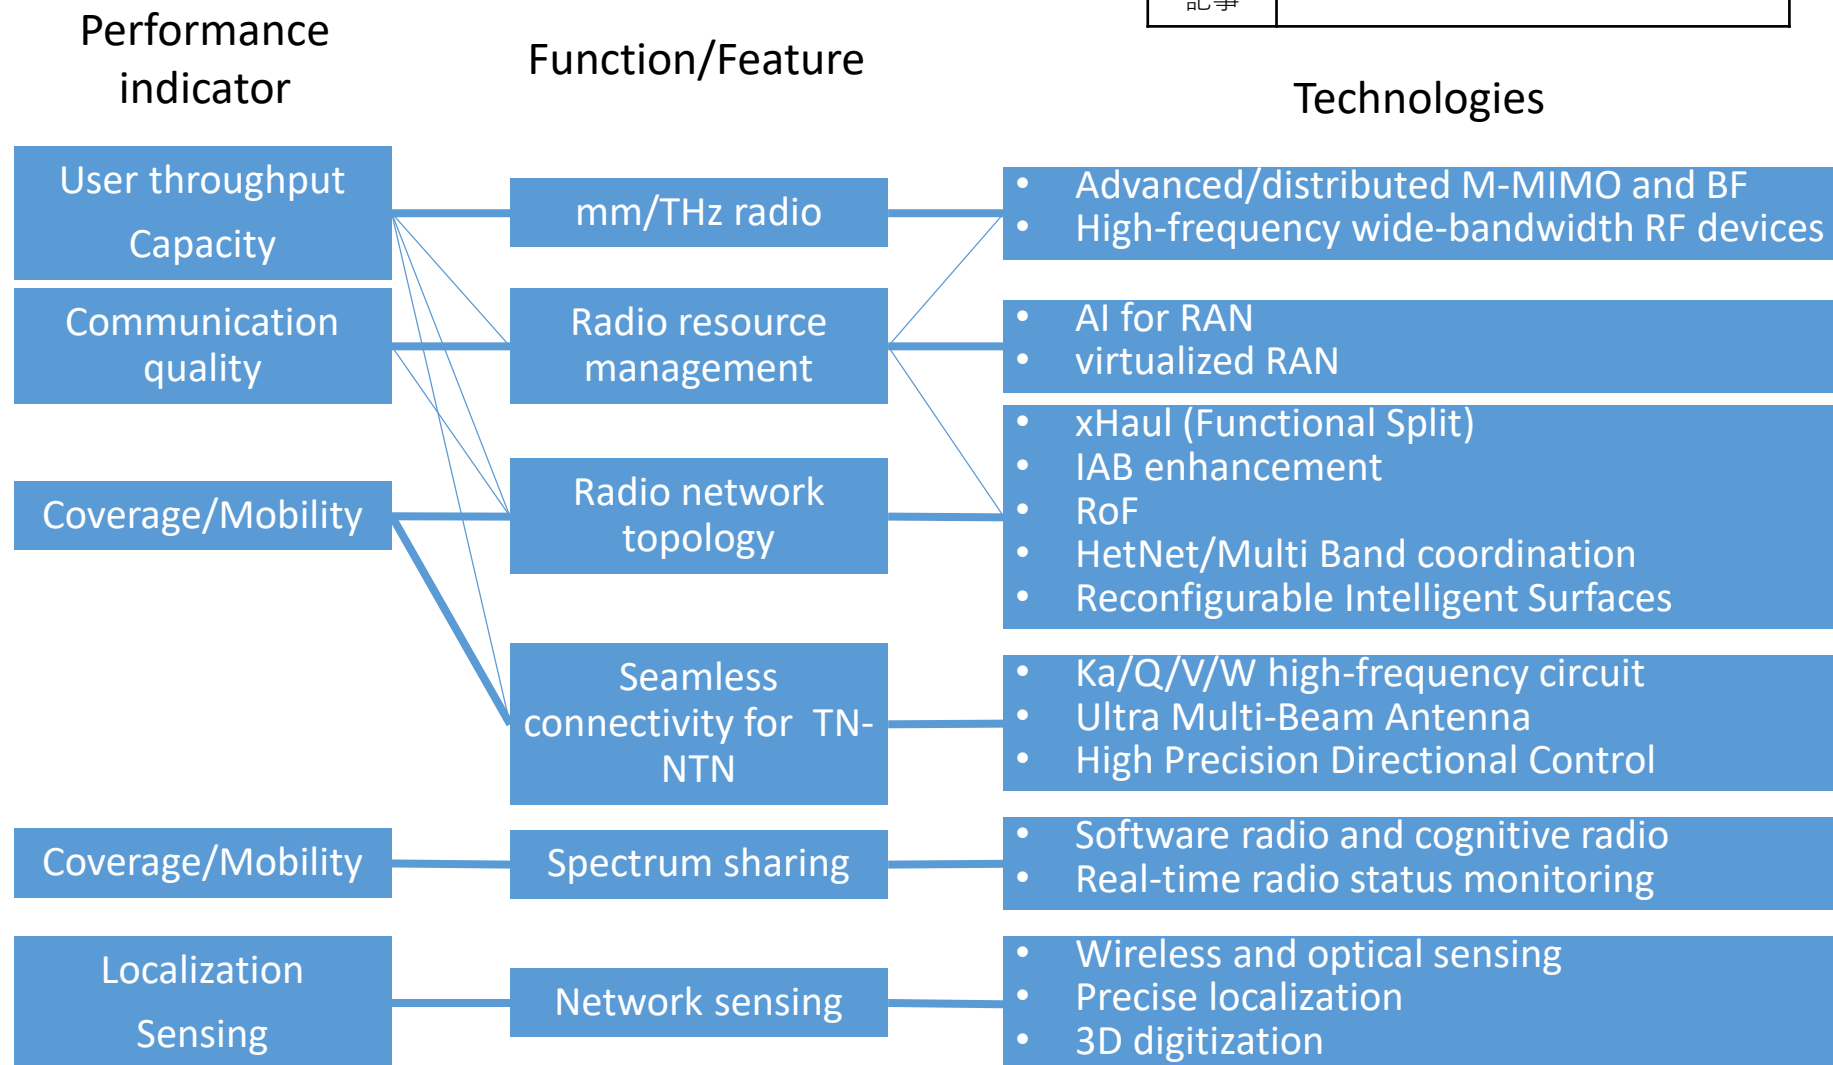 記事
Performance
indicator
Function/Feature
Technologies
User throughput
Capacity
Communication
quality
Coverage/Mobility
Coverage/Mobility
Localization
Sensing
mm/THz radio
Radio resource
management
Radio network
topology
Seamless
connectivity for TN-
NTN
Spectrum sharing
Network sensing
• Advanced/distributed M-MIMO and BF
• High-frequency wide-bandwidth RF devices
• AI for RAN
• virtualized RAN
• xHaul (Functional Split)
• IAB enhancement
• RoF
• HetNet/Multi Band coordination
• Reconfigurable Intelligent Surfaces
• Ka/Q/V/W high-frequency circuit
• Ultra Multi-Beam Antenna
• High Precision Directional Control
• Software radio and cognitive radio
• Real-time radio status monitoring
• Wireless and optical sensing
• Precise localization
• 3D digitization